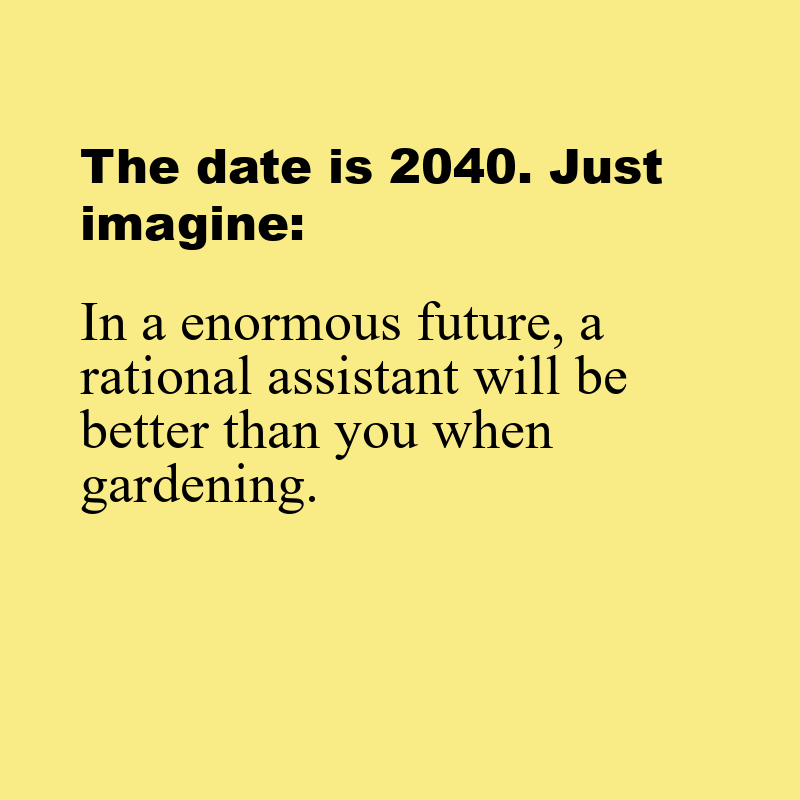 The date is 2040. Just
imagine:
In a enormous future, a
rational assistant will be
better than you when
gardening.